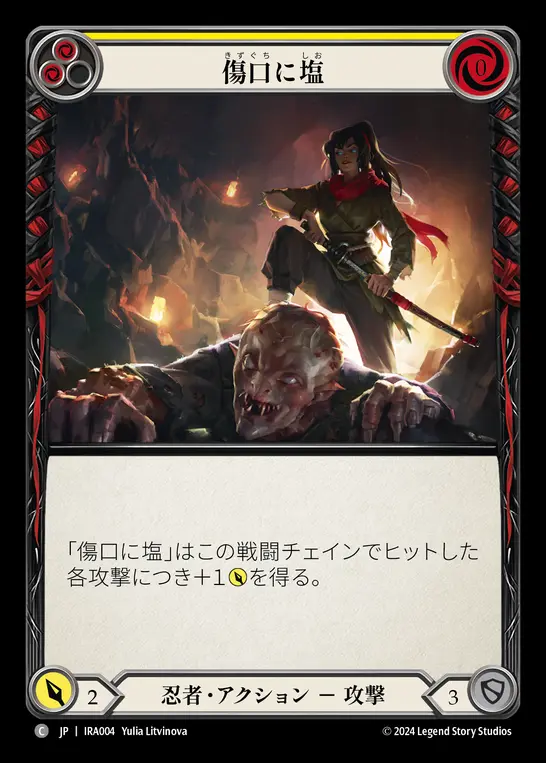 きずぐち しお
傷口に塩
0
「傷口に塩」はこの戦闘チェインでヒットした
各攻撃につき+1を得る。
2
忍者・アクション − 攻撃
3
C JP | IRA004 Yulia Litvinova
© 2024 Legend Story Studios